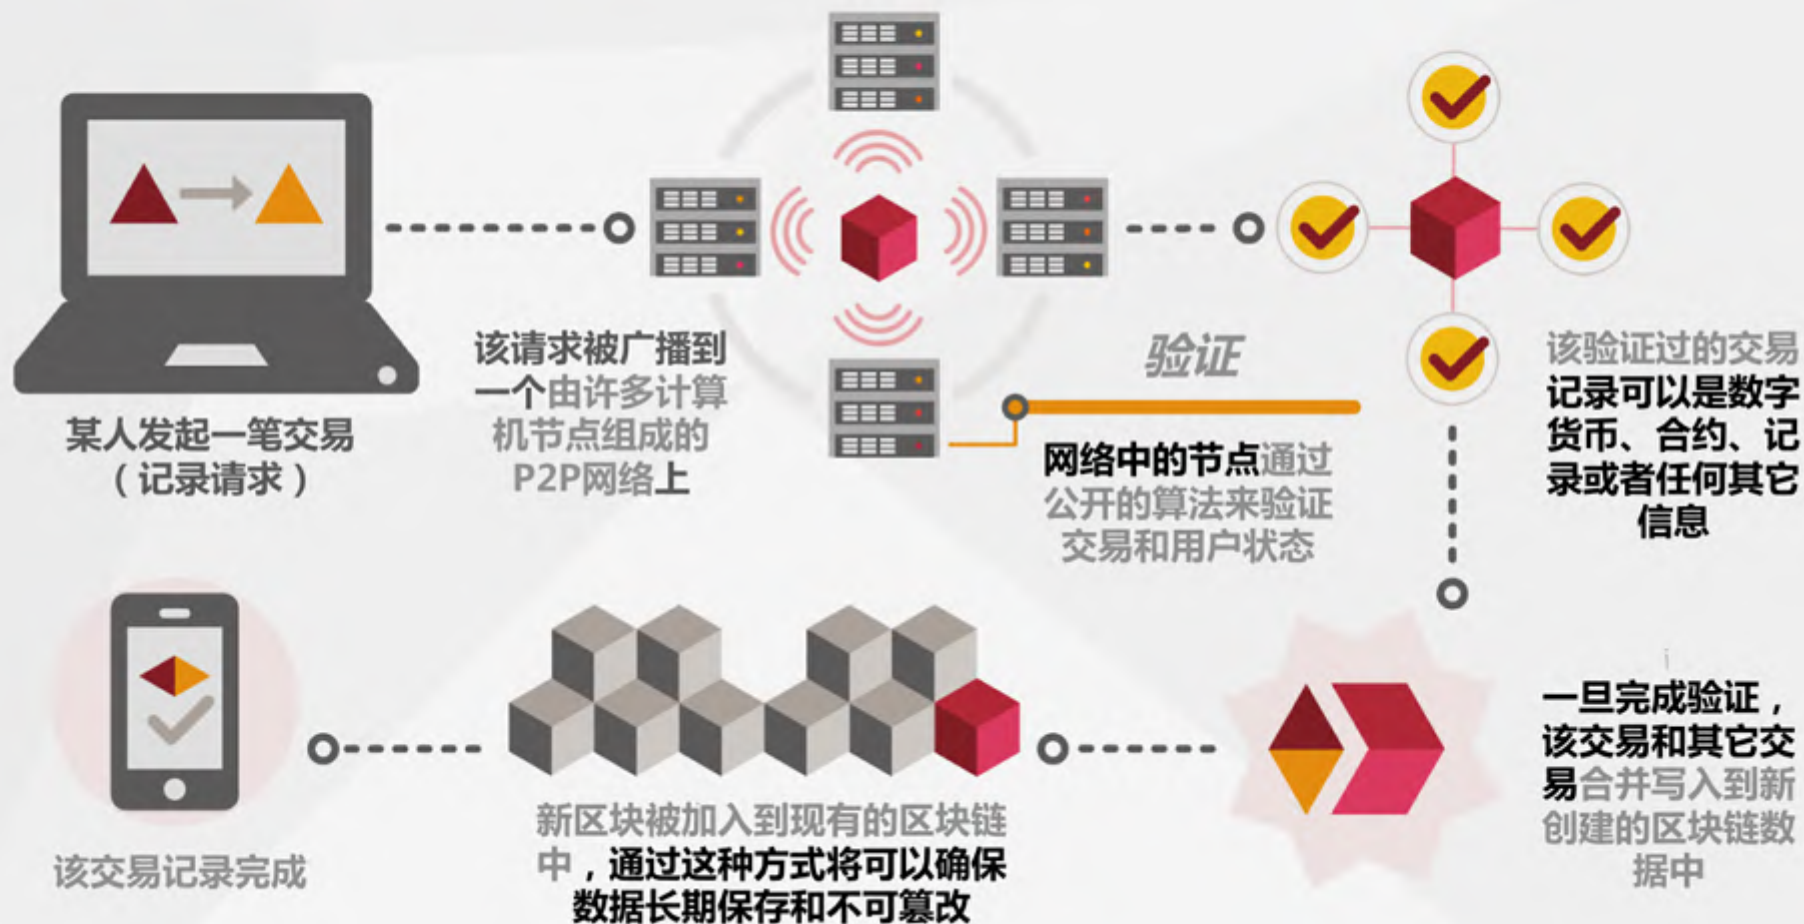 某人发起一笔交易
（记录请求）
该请求被广播到
一个由许多计算
机节点组成的
P2P网络上
验证
网络中的节点通过
公开的算法来验证
交易和用户状态
该验证过的交易
记录可以是数字
货币、合约、记
录或者任何其它
信息
i
一旦完成验证，
该交易和其它交
易合并写入到新
创建的区块链数
据中
新区块被加入到现有的区块链
中，通过这种方式将可以确保
数据长期保存和不可篡改
该交易记录完成